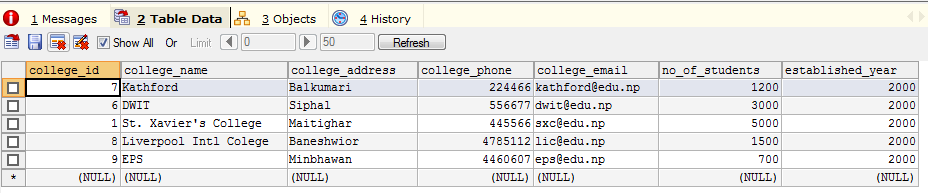 1 Messages 2 Table Data 3 Objects 4 History
Show All Or Limit 0 50 Refresh
college_id college_name college_address college_phone college_email no_of_students established_year
7 Kathford Balkumari 224466 kathford@edu.np 1200 2000
6 DWIT Siphal 556677 dwit@edu.np 3000 2000
1 St. Xavier's College Maitighar 445566 sxc@edu.np 5000 2000
8 Liverpool Intl Colege Baneshwior 4785112 lic@edu.np 1500 2000
9 EPS Minbhawan 4460607 eps@edu.np 700 2000
* (NULL) (NULL) (NULL) (NULL) (NULL) (NULL) (NULL)